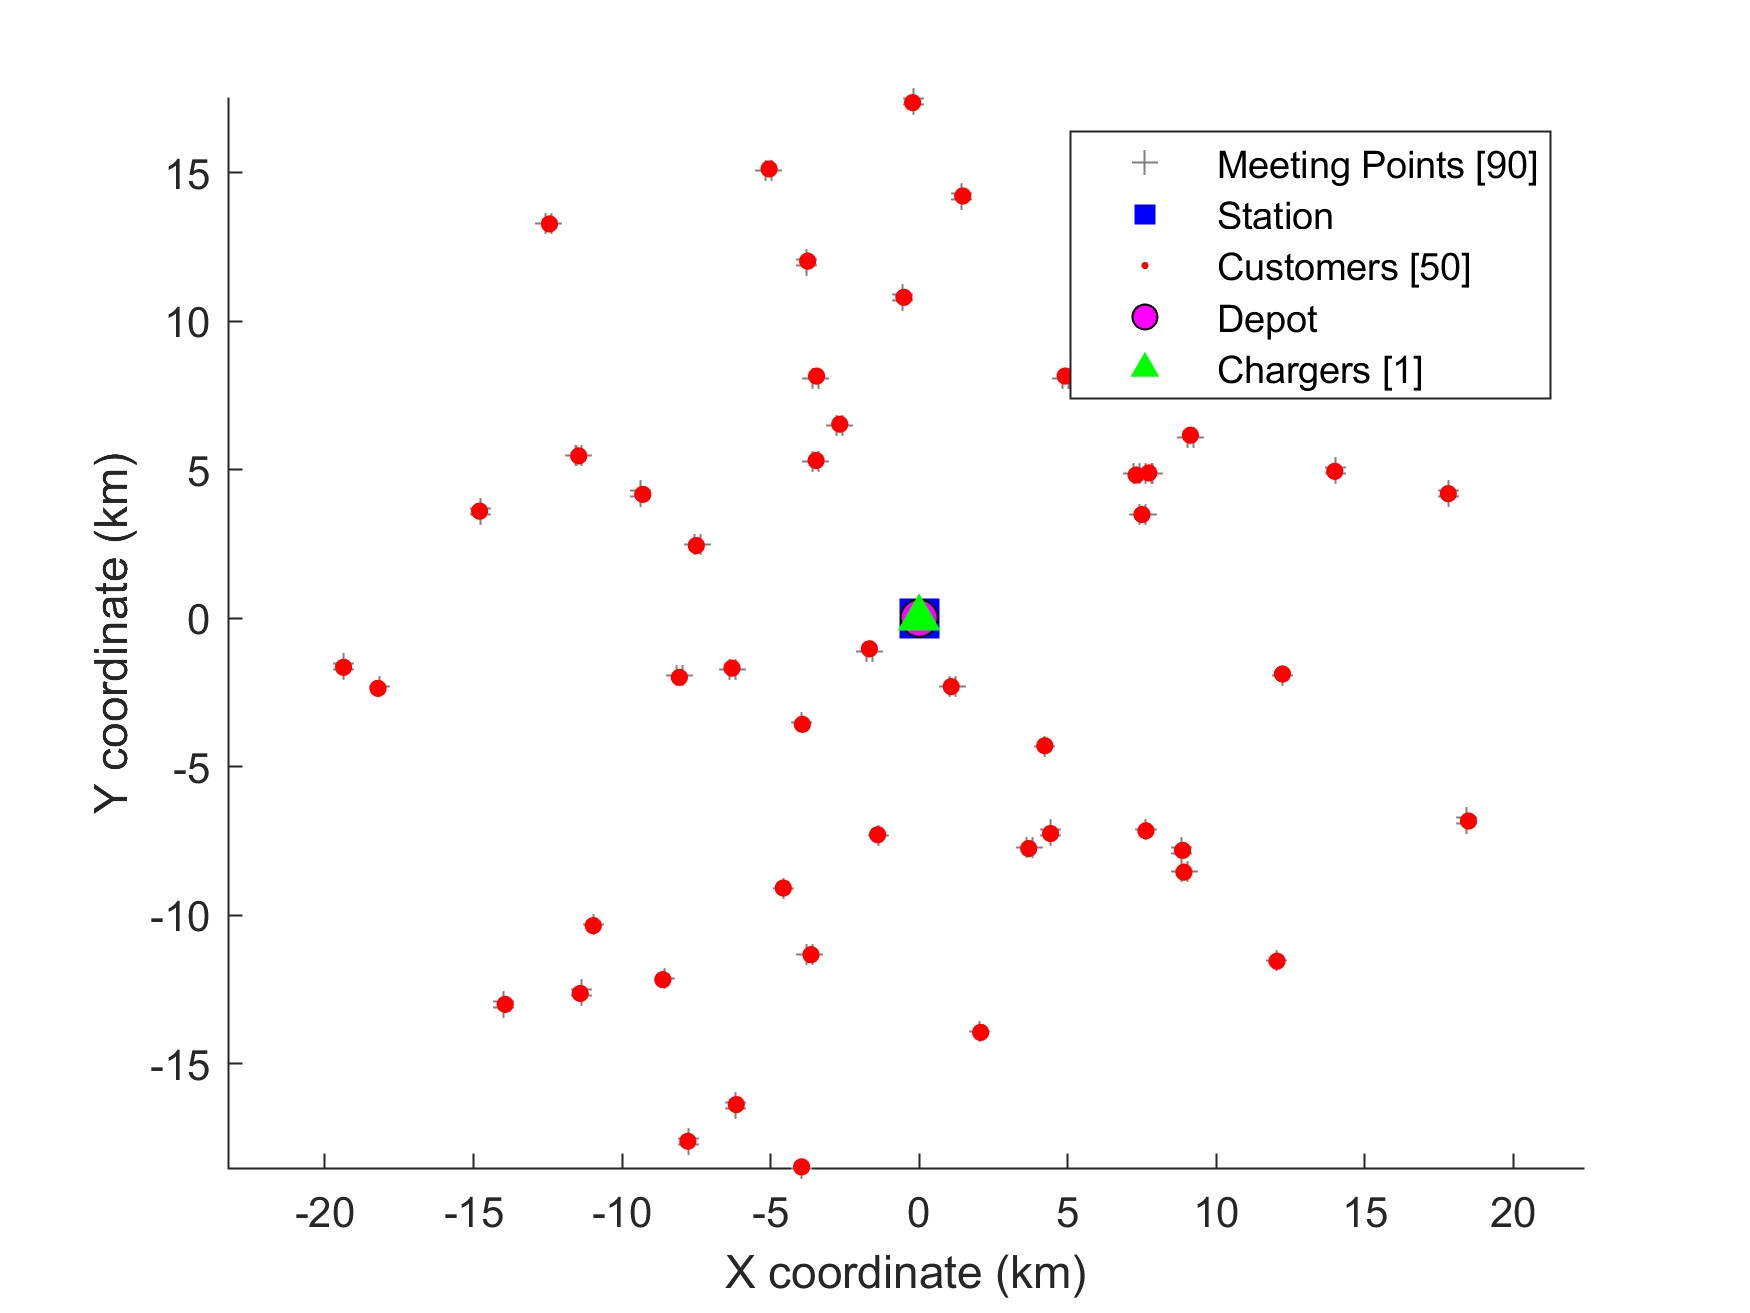 Meeting Points [90]
Station
Customers [50]
Depot
Chargers [1]
15
10
5
0
-5
-10
-15
Y coordinate (km)
-20 -15 -10 -5 0 5 10 15 20
X coordinate (km)